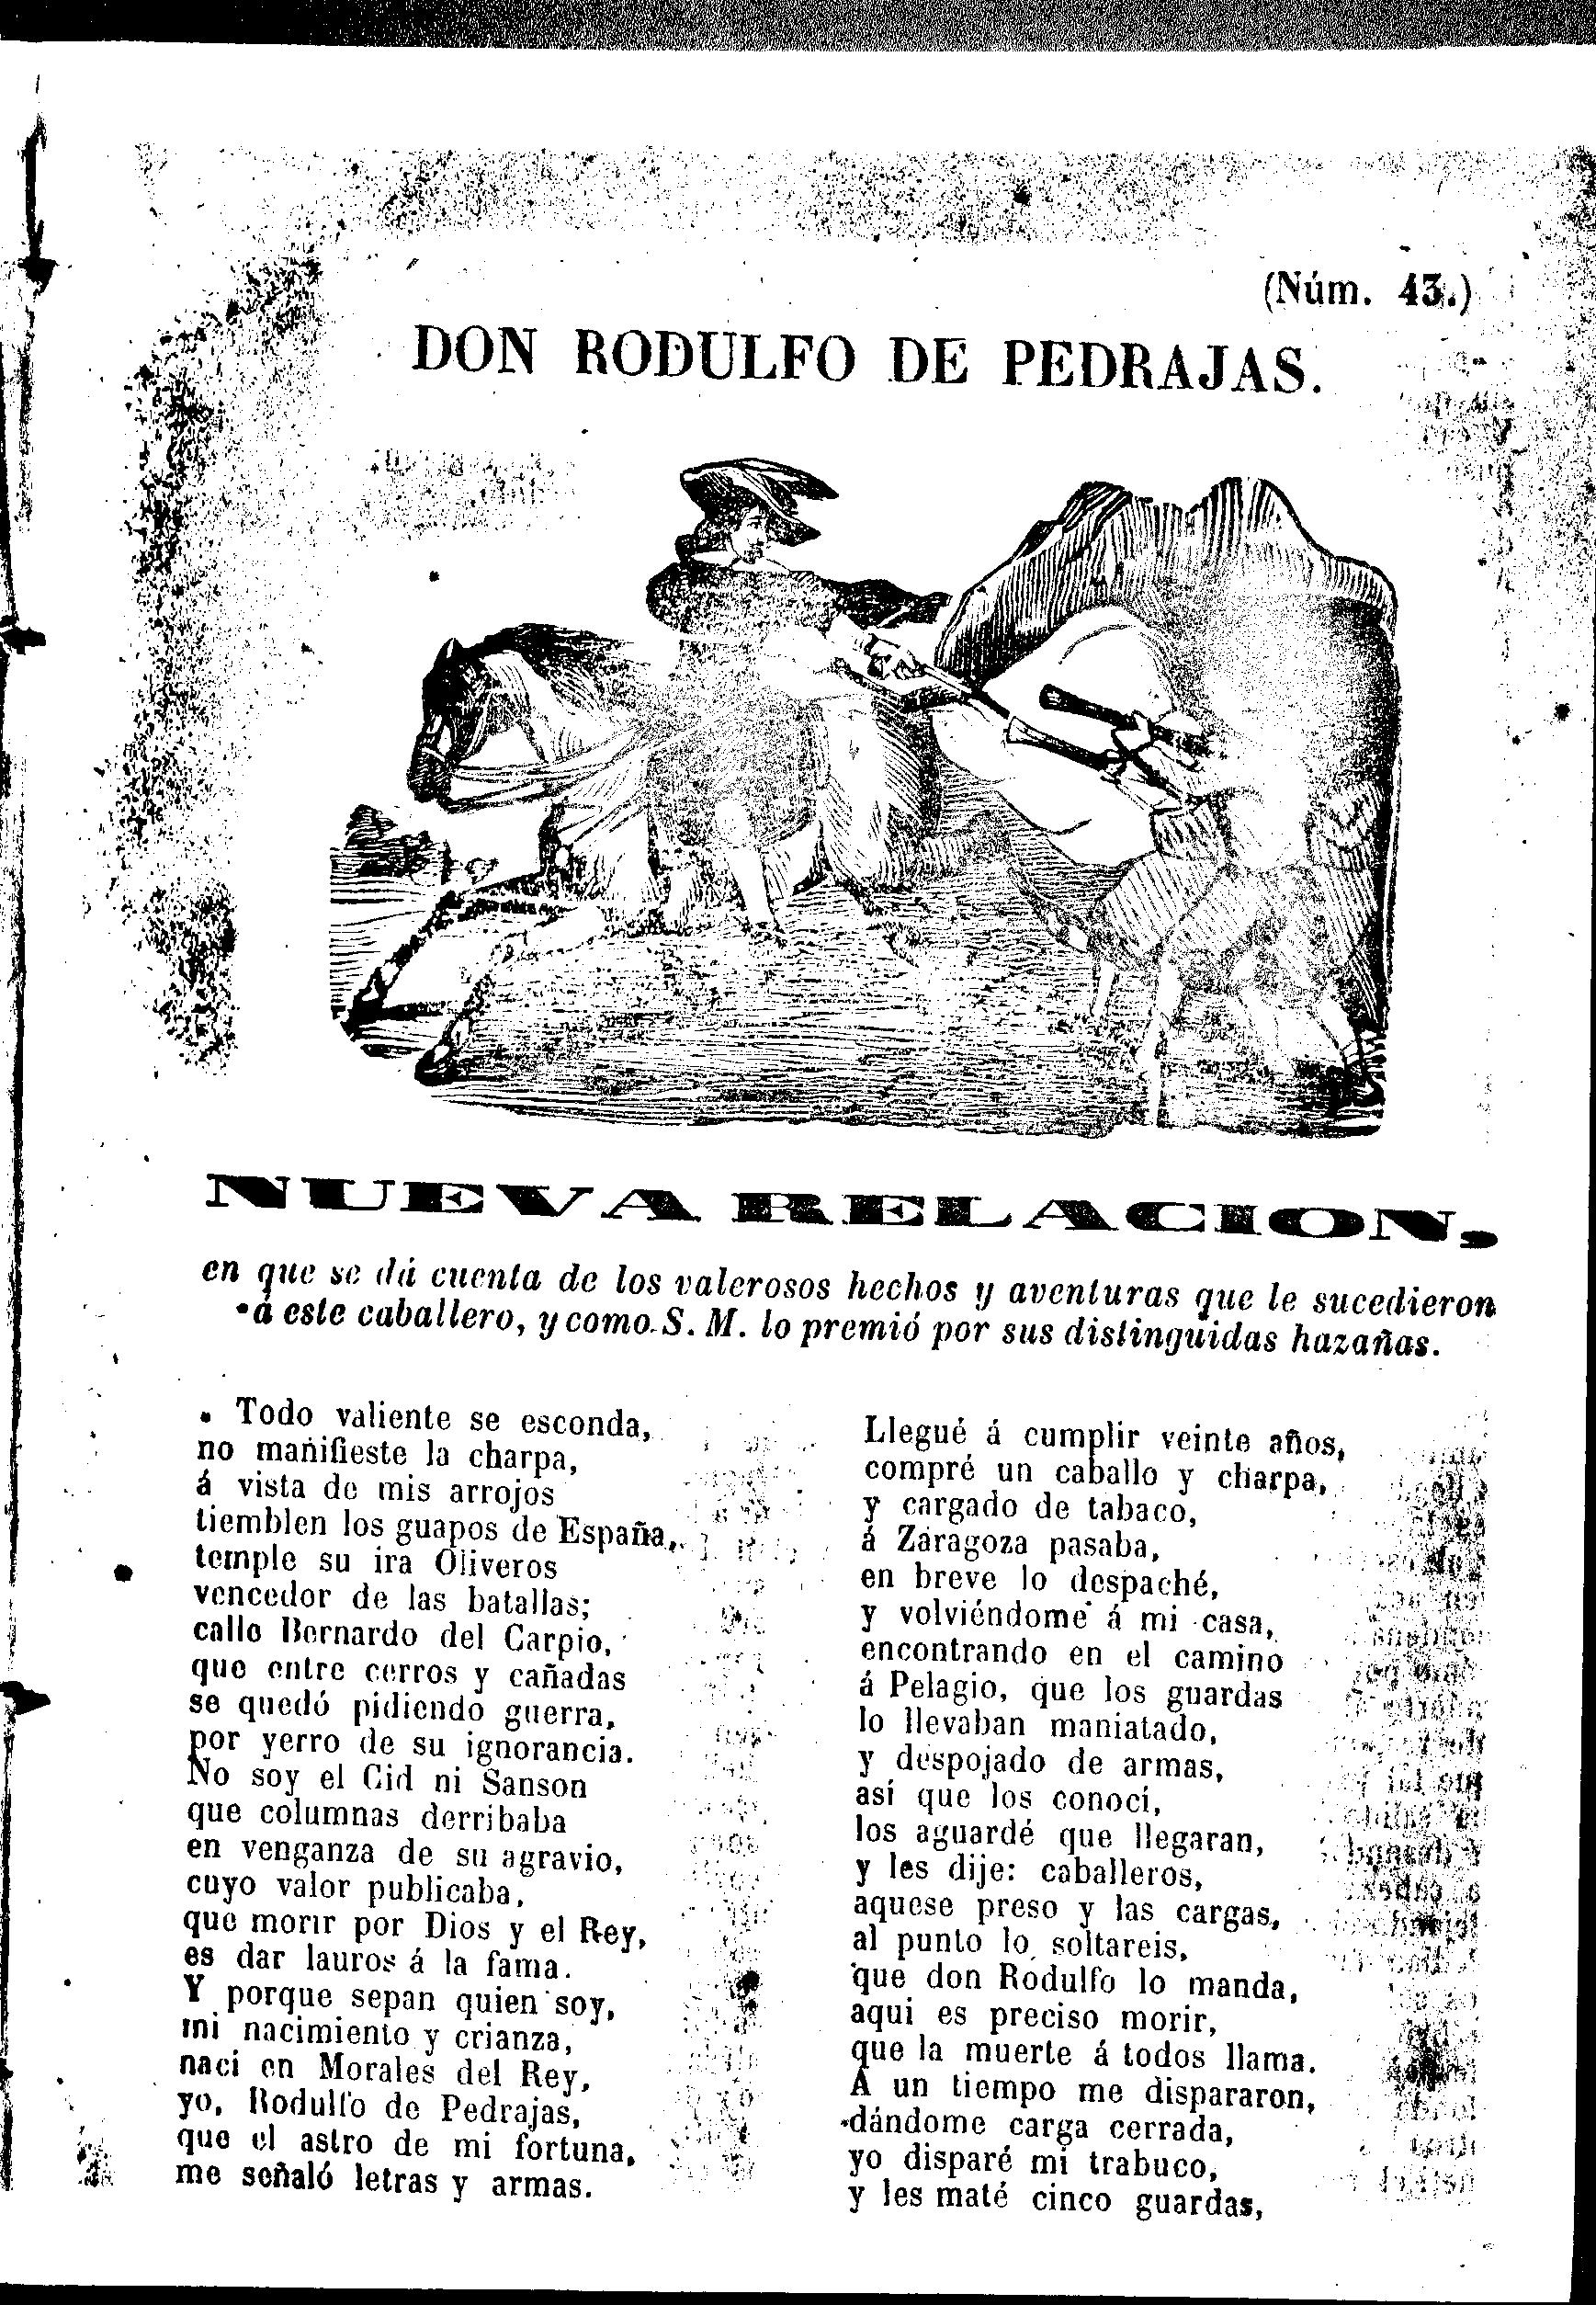 (Núm. 43.)
DON RODULFO DE PEDRAJAS.
NUEVA RELACION,
en que se dá cuenta de los valerosos hechos y aventuras que le sucedieron
á este caballero, y como S. M. lo premió por sus distinguidas hazañas.
Todo valiente se esconda,
no mañifieste la charpa,
á vista de mis arrojos
tiemblen los guapos de España,
temple su ira Oliveros
vencedor de las batallas;
calle Bernardo del Carpio,
que entre cerros y cañadas
se quedó pidiendo guerra,
por yerro de su ignorancia.
No soy el Cid ni Sanson
que columnas derribaba
en venganza de su agravio,
cuyo valor publicaba,
que morir por Dios y el Rey,
es dar lauros á la fama.
Y porque sepan quien soy,
mi nacimiento y crianza,
naci en Morales del Rey,
yo, Rodulfo de Pedrajas,
que el astro de mi fortuna,
me señaló letras y armas.
Llegué á cumplir veinte años,
compré un caballo y charpa,
y cargado de tabaco,
á Zaragoza pasaba,
en breve lo despaché,
y volviéndome á mi casa,
encontrando en el camino
á Pelagio, que los guardas
lo llevaban maniatado,
y despojado de armas,
así que los conocí,
los aguardé que llegaran,
y les dije: caballeros,
aquese preso y las cargas,
al punto lo soltareis,
que don Rodulfo lo manda,
aqui es preciso morir,
que la muerte á todos llama.
A un tiempo me dispararon,
dándome carga cerrada,
yo disparé mi trabuco,
y les maté cinco guardas,